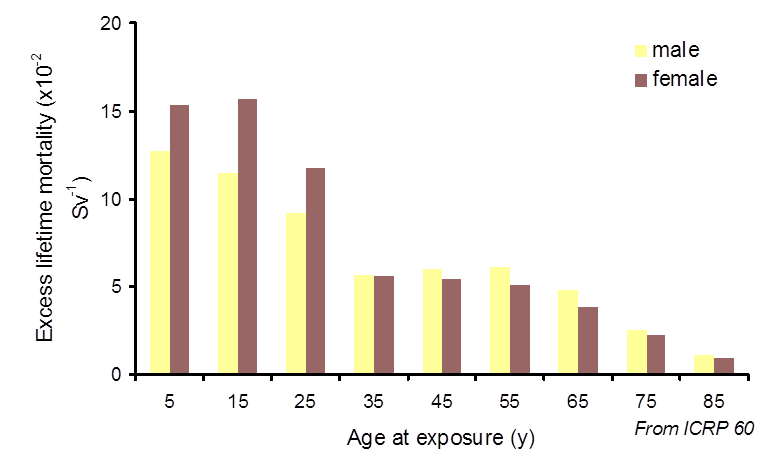 20
15
10
5
0
Excess lifetime mortality (x10⁻²
Sv⁻¹)
male
female
5 15 25 35 45 55 65 75 85
Age at exposure (y)
From ICRP 60